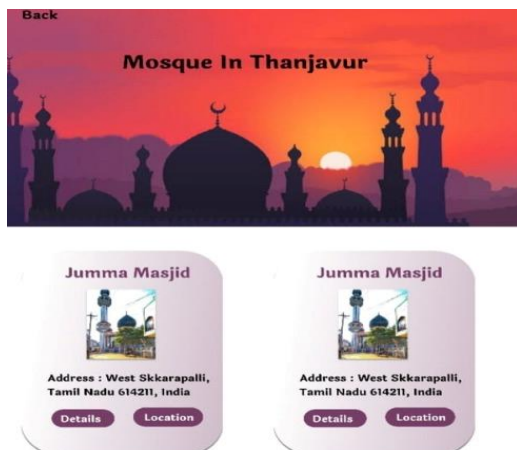 Back
Mosque In Thanjavur
Jumma Masjid
Address : West Skkarapalli,
Tamil Nadu 614211, India
Details
Location
Jumma Masjid
Address : West Skkarapalli,
Tamil Nadu 614211, India
Details
Location